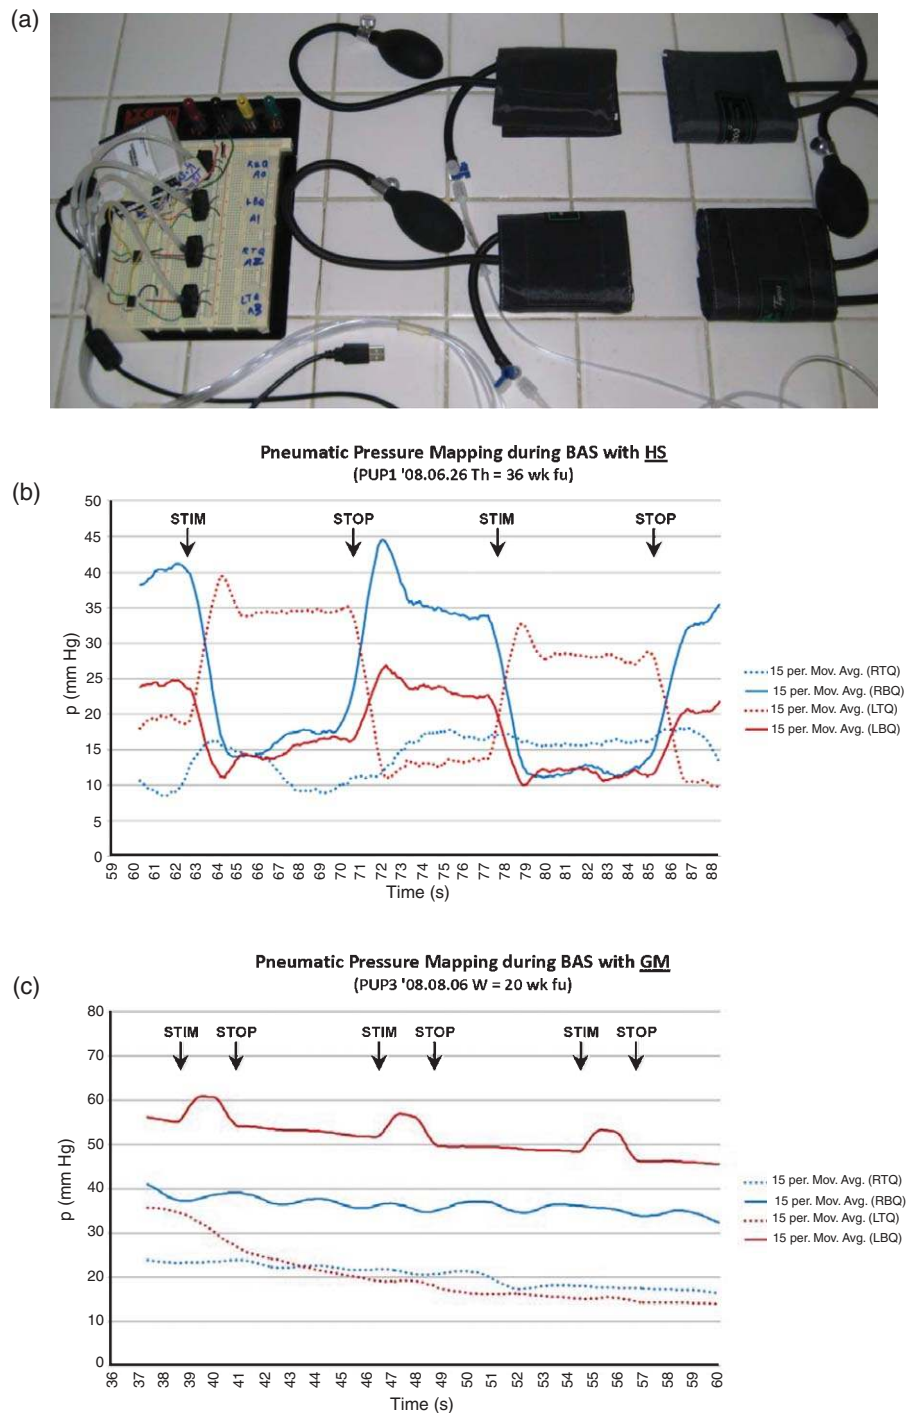 (a)
LBQ
A1
RTQ
A2
LTQ
A3
Pneumatic Pressure Mapping during BAS with HS
(PUP1 '08.06.26 Th = 36 wk fu)
(b)
50
45
40
35
30
25
20
15
10
5
0
p (mm Hg)
STIM STOP STIM STOP
15 per. Mov. Avg. (RTQ)
15 per. Mov. Avg. (RBQ)
15 per. Mov. Avg. (LTQ)
15 per. Mov. Avg. (LBQ)
59 60 61 62 63 64 65 66 67 68 69 70 71 72 73 74 75 76 77 78 79 80 81 82 83 84 85 86 87 88
Time (s)
Pneumatic Pressure Mapping during BAS with GM
(PUP3 '08.08.06 W = 20 wk fu)
(c)
80
70
60
50
40
30
20
10
0
p (mm Hg)
STIM STOP STIM STOP STIM STOP
15 per. Mov. Avg. (RTQ)
15 per. Mov. Avg. (RBQ)
15 per. Mov. Avg. (LTQ)
15 per. Mov. Avg. (LBQ)
36 37 38 39 41 42 43 44 45 46 47 48 49 50 51 52 53 54 55 56 57 58 59 60
Time (s)